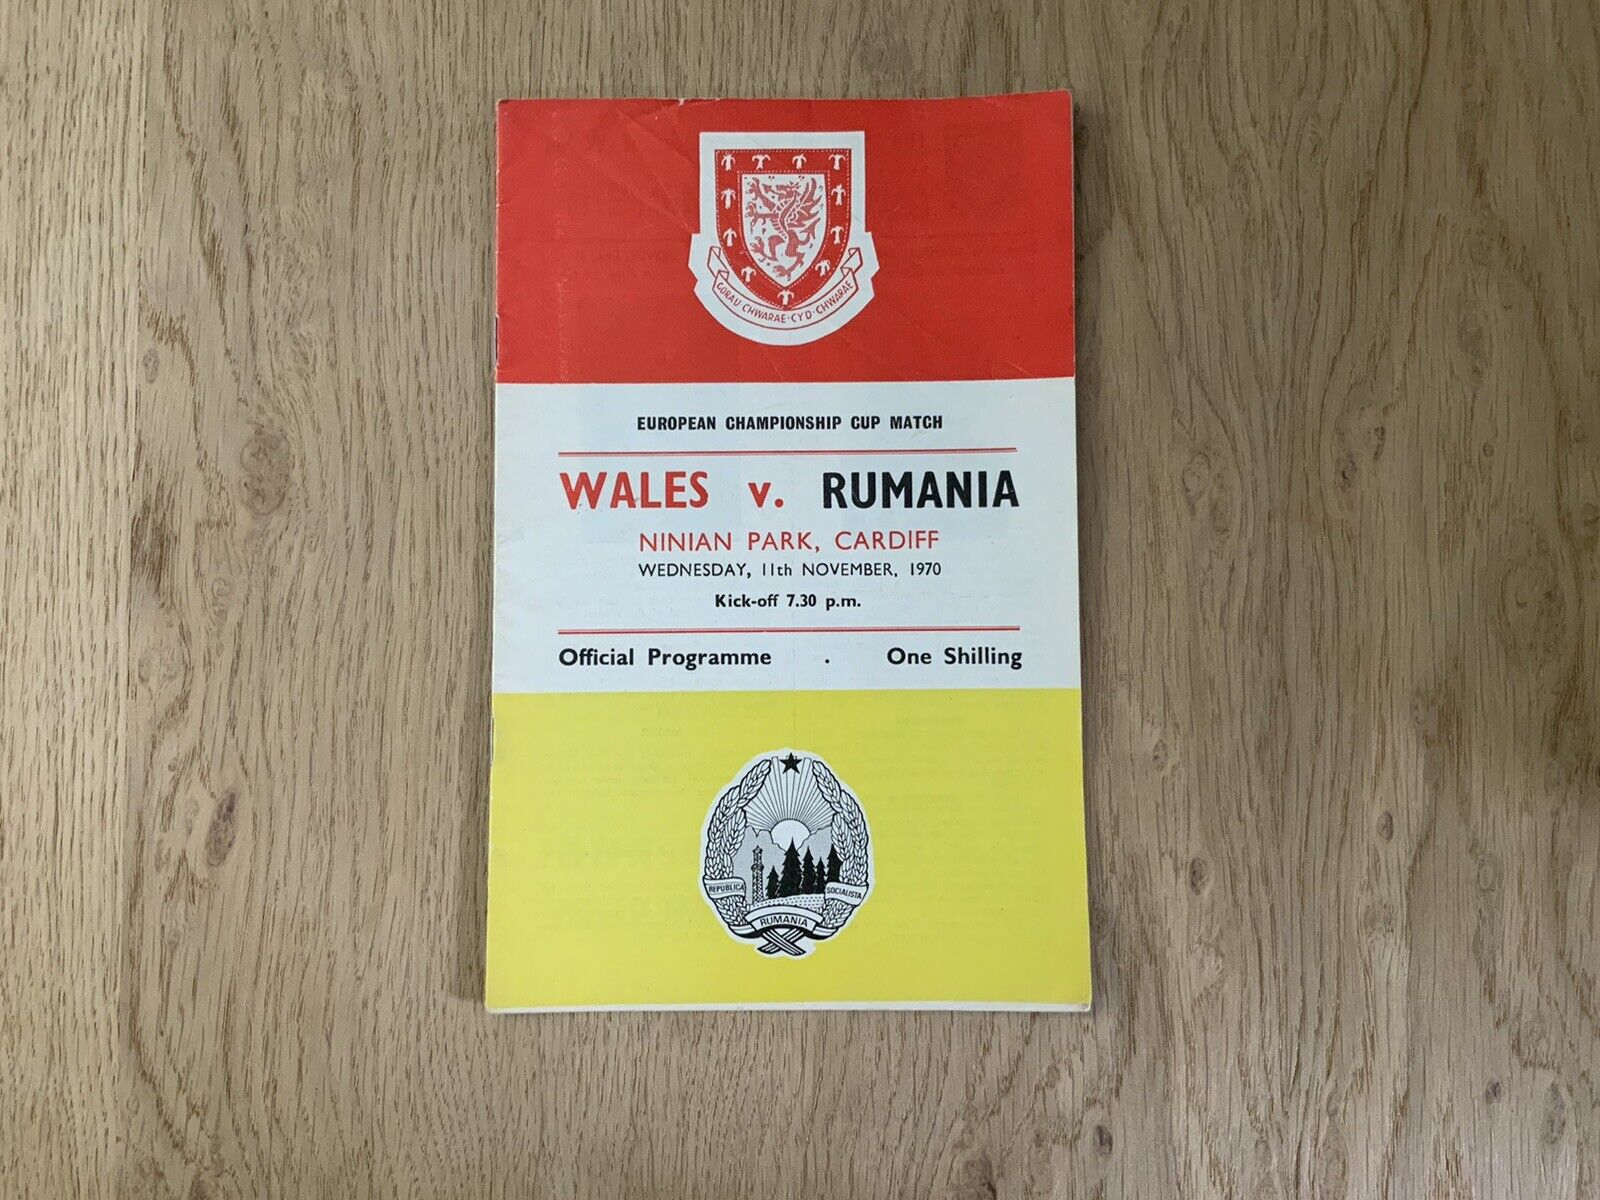 GORAU·CHWARAE·CYD·CHWARAE
EUROPEAN CHAMPIONSHIP CUP MATCH
WALES v. RUMANIA
NINIAN PARK, CARDIFF
WEDNESDAY, 11th NOVEMBER, 1970
Kick-off 7.30 p.m.
Official Programme . One Shilling
REPUBLICA SOCIALISTA
RUMANIA